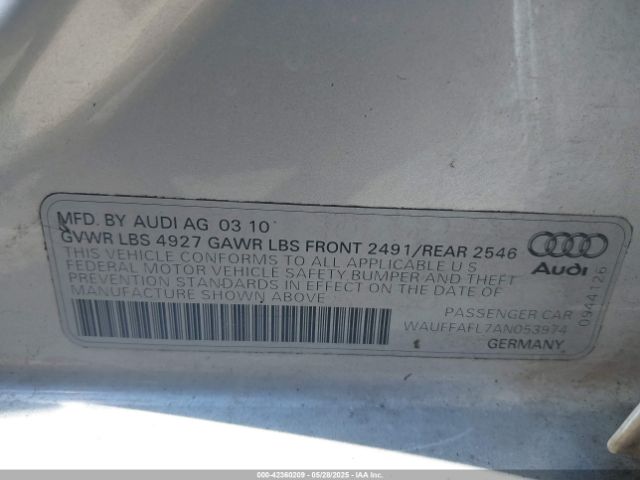 MFD. BY AUDI AG 03 10
GVWR LBS 4927 GAWR LBS FRONT 2491/REAR 2546
THIS VEHICLE CONFORMS TO ALL APPLICABLE U S
FEDERAL MOTOR VEHICLE SAFETY BUMPER AND THEFT
PREVENTION STANDARDS IN EFFECT ON THE DATE OF
MANUFACTURE SHOWN ABOVE
Audi
0944126
PASSENGER CAR
WAUFFAFL7AN053974
GERMANY
000-42360209 - 05/28/2025 - IAA, Inc.